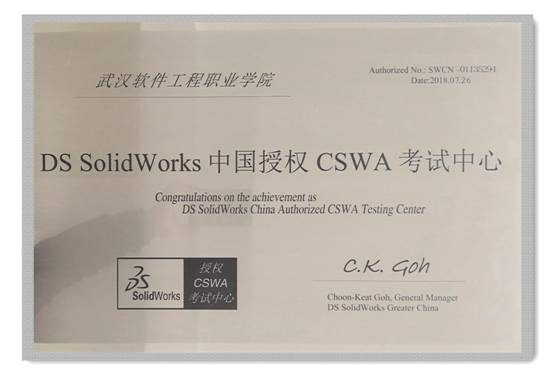 武汉软件工程职业学院
Authorized No.: SWCN -01135294
Date:2018.07.26
DS SolidWorks 中国授权 CSWA 考试中心
Congratulations on the achievement as
DS SolidWorks China Authorized CSWA Testing Center
DS
SolidWorks
授权
CSWA
考试中心
C.K. Goh
Choon-Keat Goh, General Manager
DS SolidWorks Greater China